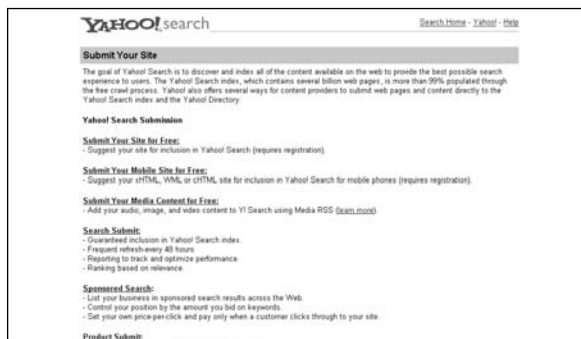 YAHOO! search
Search Home - Yahoo! - Help
Submit Your Site
The goal of Yahoo! Search is to discover and index all of the content available on the web to provide the best possible search
experience to users. The Yahoo! Search index, which contains several billion web pages, is more than 99% populated through
the free crawl process. Yahoo! also offers several ways for content providers to submit web pages and content directly to the
Yahoo! Search index and the Yahoo! Directory:
Yahoo! Search Submission
Submit Your Site for Free:
- Suggest your site for inclusion in Yahoo! Search (requires registration).
Submit Your Mobile Site for Free:
- Suggest your xHTML, WML or cHTML site for inclusion in Yahoo! Search for mobile phones (requires registration).
Submit Your Media Content for Free:
- Add your audio, image, and video content to Y! Search using Media RSS (learn more).
Search Submit:
- Guaranteed inclusion in Yahoo! Search index.
- Frequent refresh-every 48 hours.
- Reporting to track and optimize performance.
- Ranking based on relevance.
Sponsored Search:
- List your business in sponsored search results across the Web.
- Control your position by the amount you bid on keywords.
- Set your own price-per-click and pay only when a customer clicks through to your site.
Product Submit: